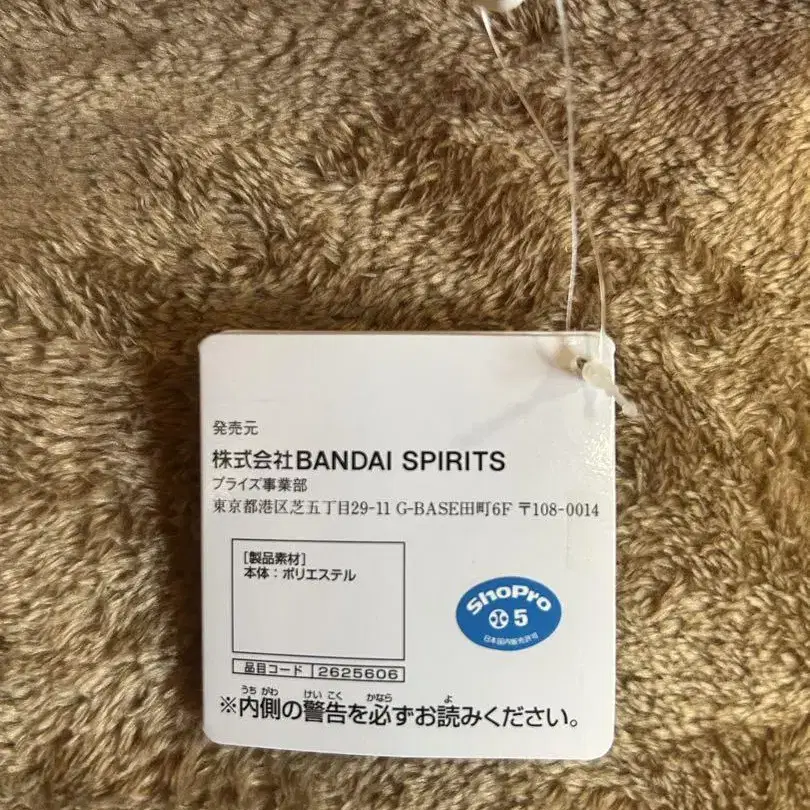 発売元
株式会社BANDAI SPIRITS
プライズ事業部
東京都港区芝五丁目29-11 G-BASE田町6F 〒108-0014
[製品素材]
本体：ポリエステル
ShoPro
小 5
日本国内販売許可
品目コード 2625606
うち がわ けい こく かなら よ
※内側の警告を必ずお読みください。